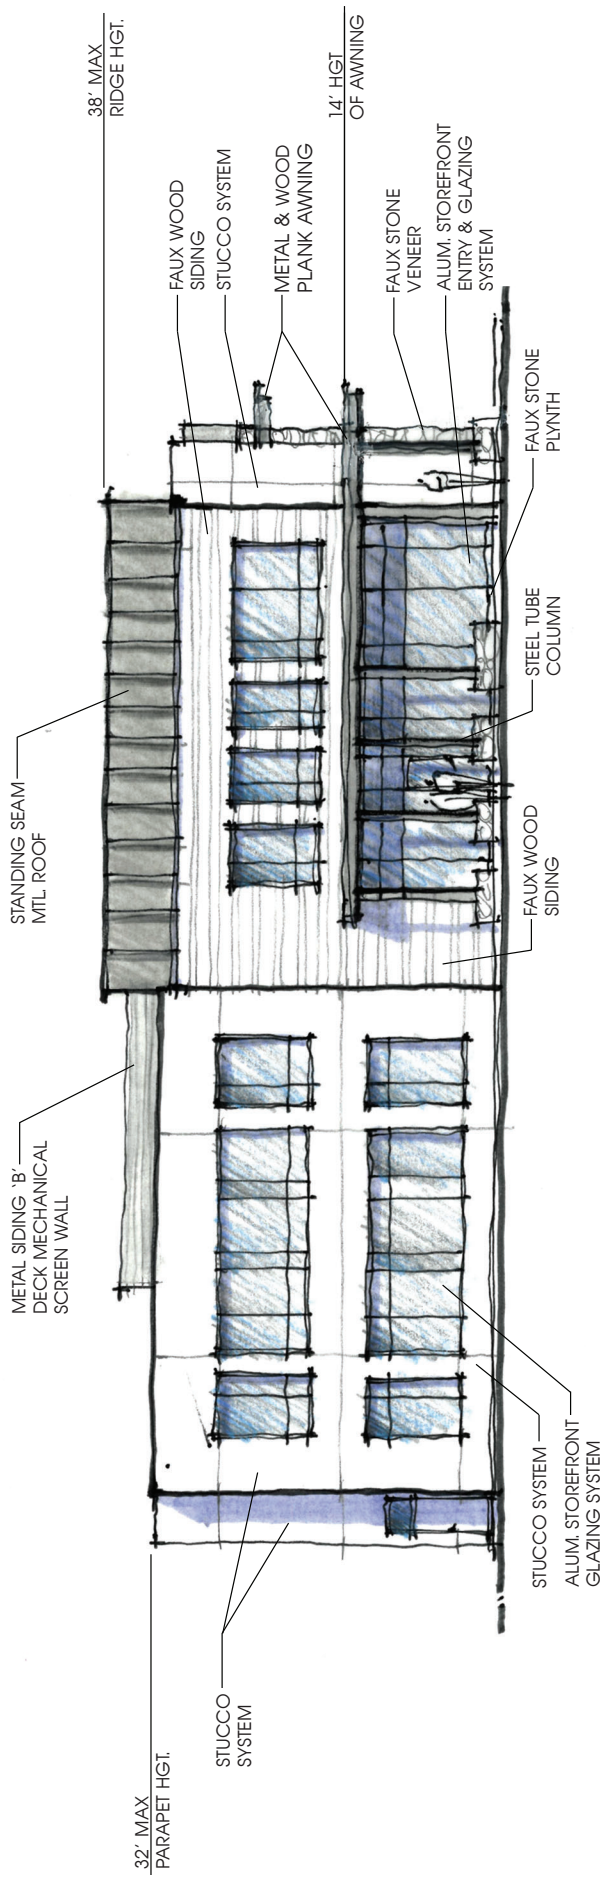 32' MAX
PARAPET HGT.
STUCCO
SYSTEM
METAL SIDING 'B'
DECK MECHANICAL
SCREEN WALL
STANDING SEAM
MTL ROOF
38' MAX
RIDGE HGT.
FAUX WOOD
SIDING
STUCCO SYSTEM
METAL & WOOD
PLANK AWNING
14' HGT
OF AWNING
FAUX STONE
VENEER
ALUM. STOREFRONT
ENTRY & GLAZING
SYSTEM
FAUX STONE
PLYNTH
STEEL TUBE
COLUMN
FAUX WOOD
SIDING
STUCCO SYSTEM
ALUM. STOREFRONT
GLAZING SYSTEM